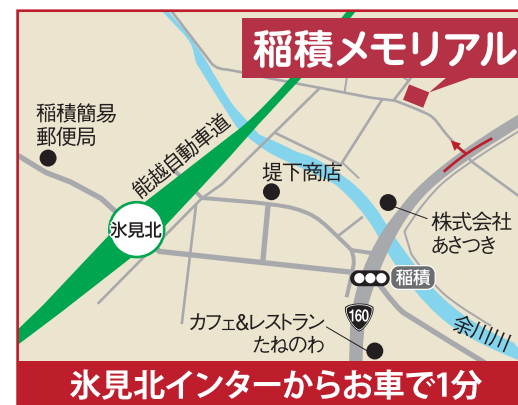 稲積メモリアル
稲積簡易
郵便局
能越自動車道
堤下商店
氷見北
株式会社
あさつき
稲積
160
カフェ&レストラン
たねのわ
余川川
氷見北インターからお車で1分